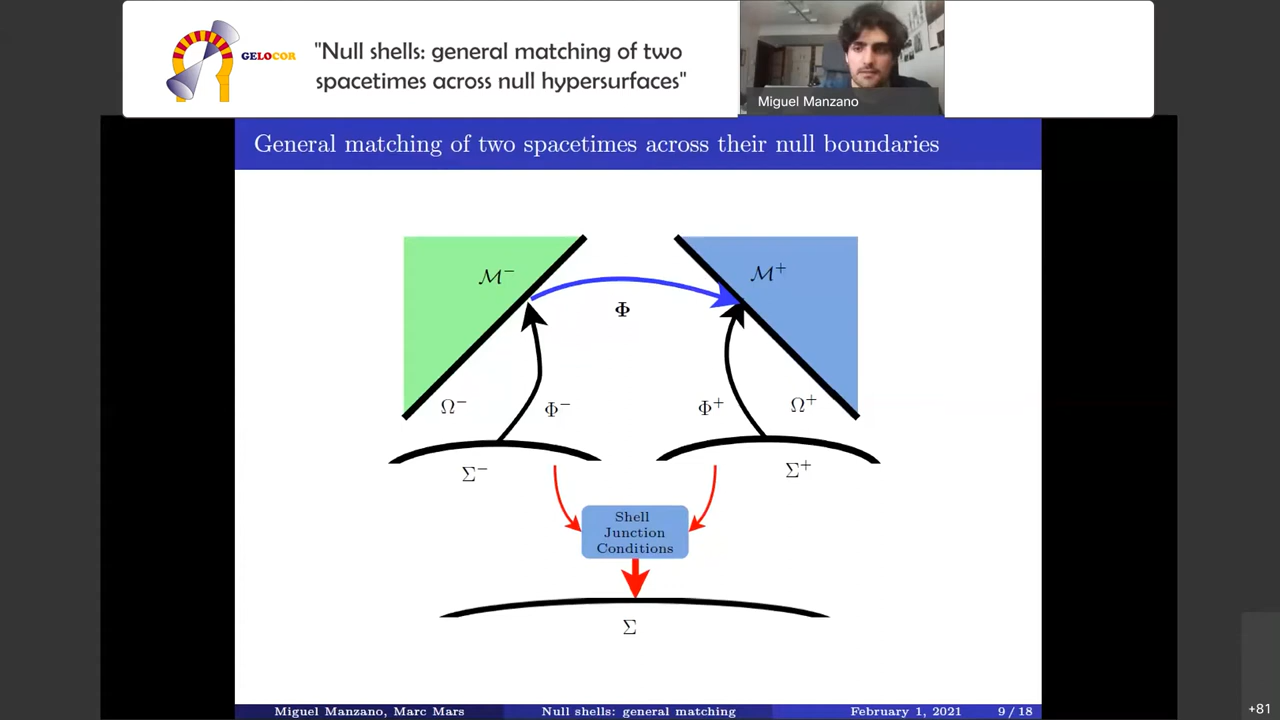 GELOCOR
"Null shells: general matching of two
spacetimes across null hypersurfaces"
Miguel Manzano
General matching of two spacetimes across their null boundaries
ℳ⁻
ℳ⁺
Φ
Ω⁻
Φ⁻
Φ⁺
Ω⁺
Σ⁻
Σ⁺
Shell
Junction
Conditions
Σ
Miguel Manzano, Marc Mars Null shells: general matching February 1, 2021 9 / 18
+81